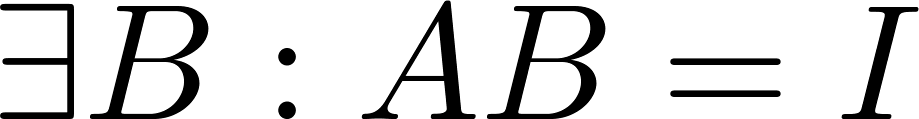 ∃B : AB = I